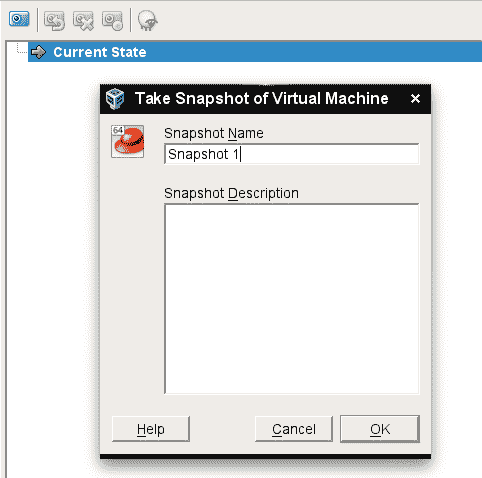 Current State
Take Snapshot of Virtual Machine
64
Snapshot Name
Snapshot 1
Snapshot Description
Help
Cancel
OK